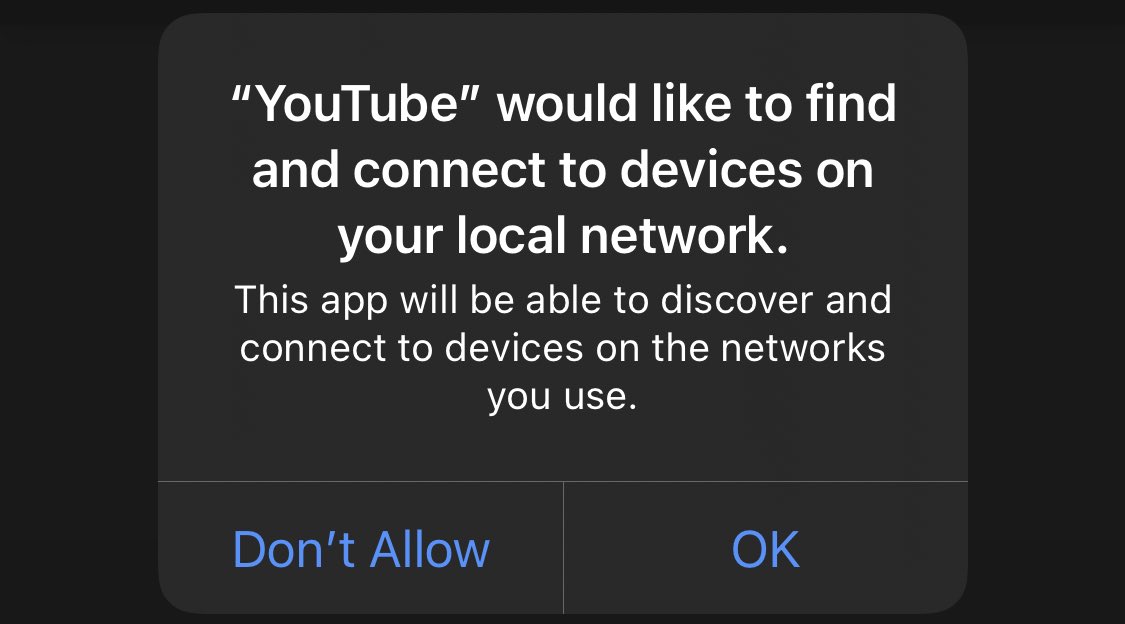 “YouTube” would like to find
and connect to devices on
your local network.
This app will be able to discover and
connect to devices on the networks
you use.
Don’t Allow
OK